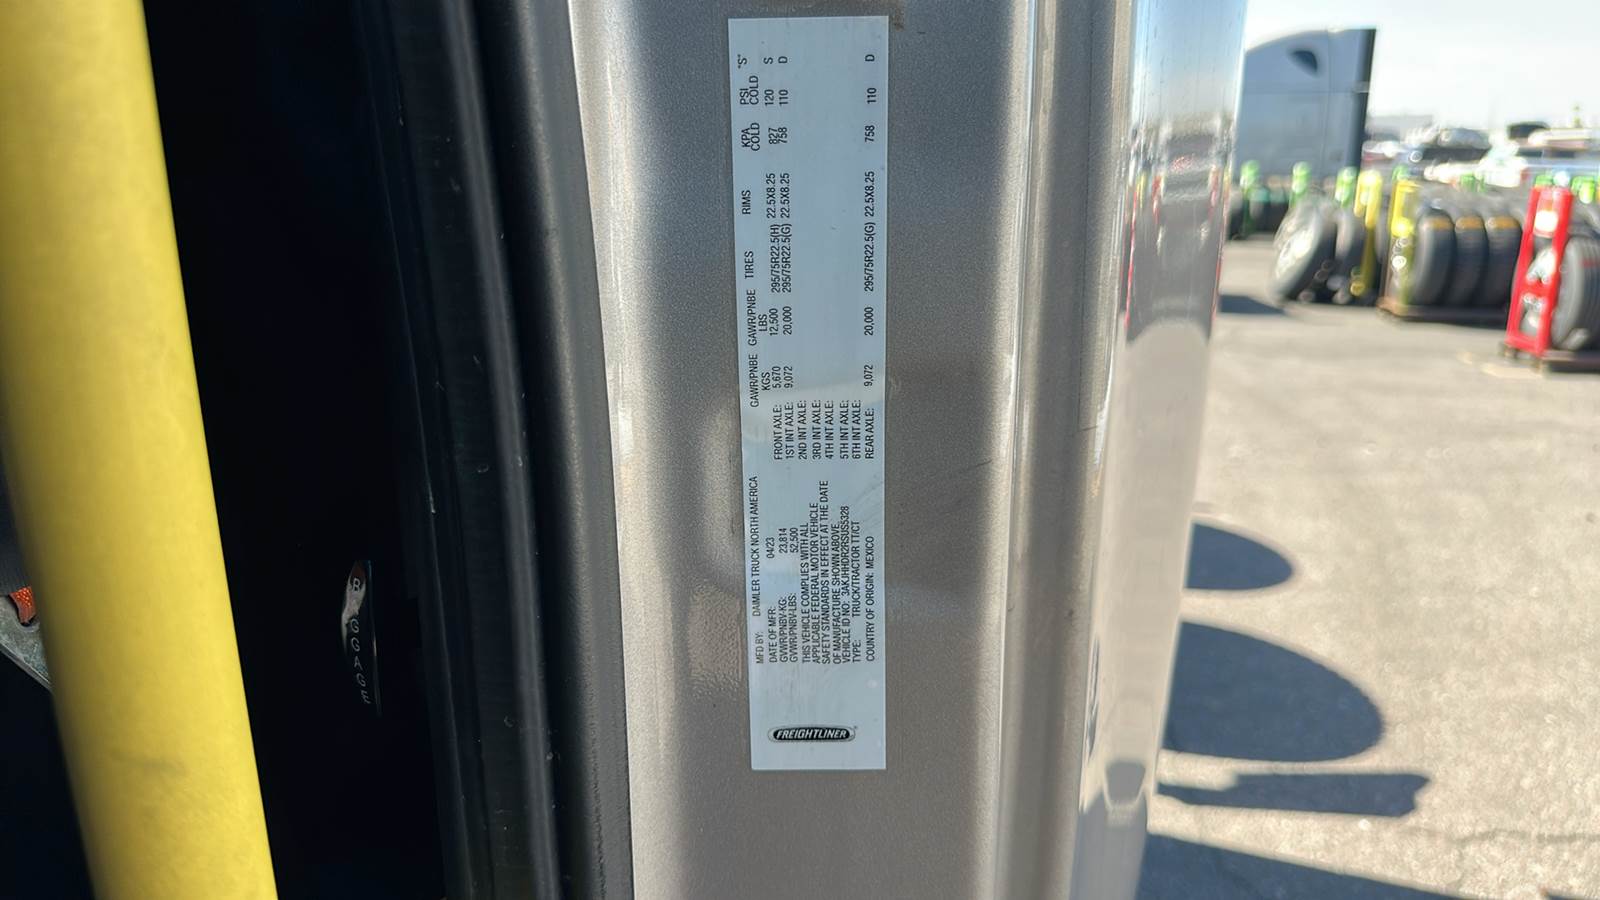 FREIGHTLINER
MFD BY: DAIMLER TRUCK NORTH AMERICA
DATE OF MFR: 04/23
GVWR/PNBV-KG: 23,814
GVWR/PNBV-LBS: 52,500
THIS VEHICLE COMPLIES WITH ALL
APPLICABLE FEDERAL MOTOR VEHICLE
SAFETY STANDARDS IN EFFECT AT THE DATE
OF MANUFACTURE SHOWN ABOVE.
VEHICLE ID NO: 3AKJHHDR2RSUS5328
TYPE: TRUCK/TRACTOR TT/CT
COUNTRY OF ORIGIN: MEXICO
GAWR/PNBE GAWR/PNBE TIRES RIMS KPA PSI "S"
KGS LBS COLD COLD
FRONT AXLE: 5,670 12,500 295/75R22.5(H) 22.5X8.25 827 120 S
1ST INT AXLE: 9,072 20,000 295/75R22.5(G) 22.5X8.25 758 110 D
2ND INT AXLE:
3RD INT AXLE:
4TH INT AXLE:
5TH INT AXLE:
6TH INT AXLE:
REAR AXLE: 9,072 20,000 295/75R22.5(G) 22.5X8.25 758 110 D